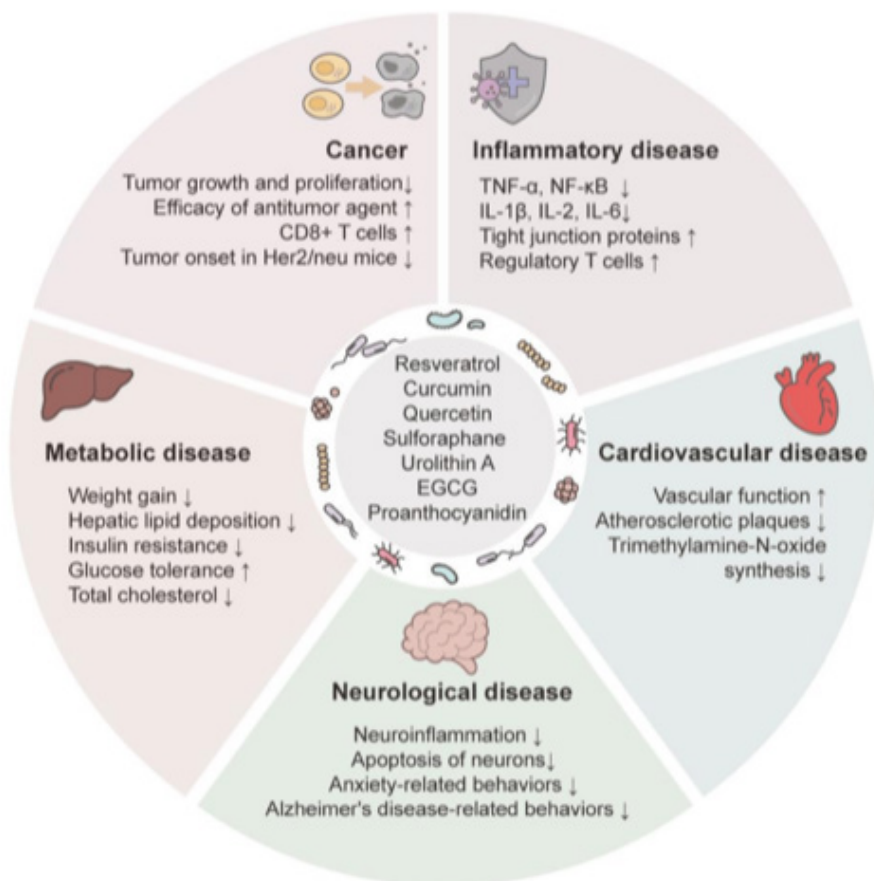 Cancer
Tumor growth and proliferation↓
Efficacy of antitumor agent ↑
CD8+ T cells ↑
Tumor onset in Her2/neu mice ↓
Inflammatory disease
TNF-α, NF-κB ↓
IL-1β, IL-2, IL-6↓
Tight junction proteins ↑
Regulatory T cells ↑
Resveratrol
Curcumin
Quercetin
Sulforaphane
Urolithin A
EGCG
Proanthocyanidin
Metabolic disease
Weight gain ↓
Hepatic lipid deposition ↓
Insulin resistance ↓
Glucose tolerance ↑
Total cholesterol ↓
Cardiovascular disease
Vascular function ↑
Atherosclerotic plaques ↓
Trimethylamine-N-oxide
synthesis ↓
Neurological disease
Neuroinflammation ↓
Apoptosis of neurons↓
Anxiety-related behaviors ↓
Alzheimer's disease-related behaviors ↓